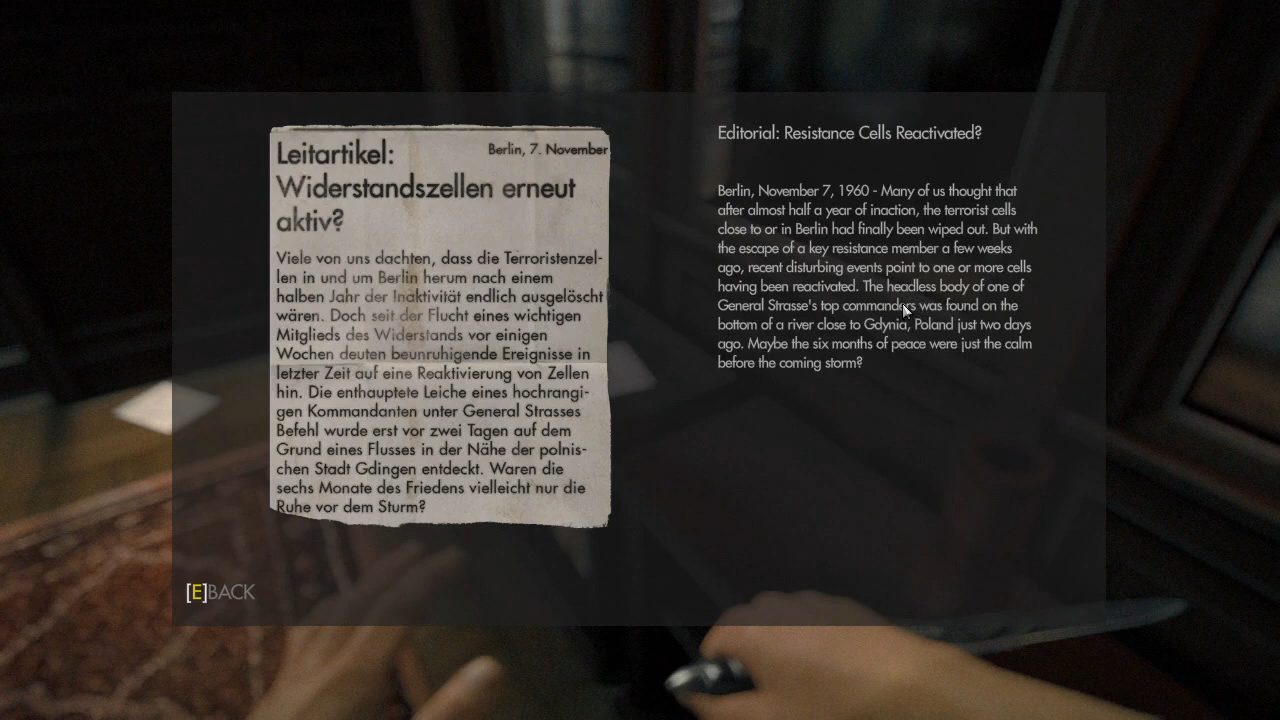 Leitartikel:
Berlin, 7. November
Widerstandszellen erneut
aktiv?
Viele von uns dachten, dass die Terroristenzel-
len in und um Berlin herum nach einem
halben Jahr der Inaktivität endlich ausgelöscht
wären. Doch seit der Flucht eines wichtigen
Mitglieds des Widerstands vor einigen
Wochen deuten beunruhigende Ereignisse in
letzter Zeit auf eine Reaktivierung von Zellen
hin. Die enthauptete Leiche eines hochrangi-
gen Kommandanten unter General Strasses
Befehl wurde erst vor zwei Tagen auf dem
Grund eines Flusses in der Nähe der polnis-
chen Stadt Gdingen entdeckt. Waren die
sechs Monate des Friedens vielleicht nur die
Ruhe vor dem Sturm?
Editorial: Resistance Cells Reactivated?
Berlin, November 7, 1960 - Many of us thought that
after almost half a year of inaction, the terrorist cells
close to or in Berlin had finally been wiped out. But with
the escape of a key resistance member a few weeks
ago, recent disturbing events point to one or more cells
having been reactivated. The headless body of one of
General Strasse's top commanders was found on the
bottom of a river close to Gdynia, Poland just two days
ago. Maybe the six months of peace were just the calm
before the coming storm?
[E]BACK